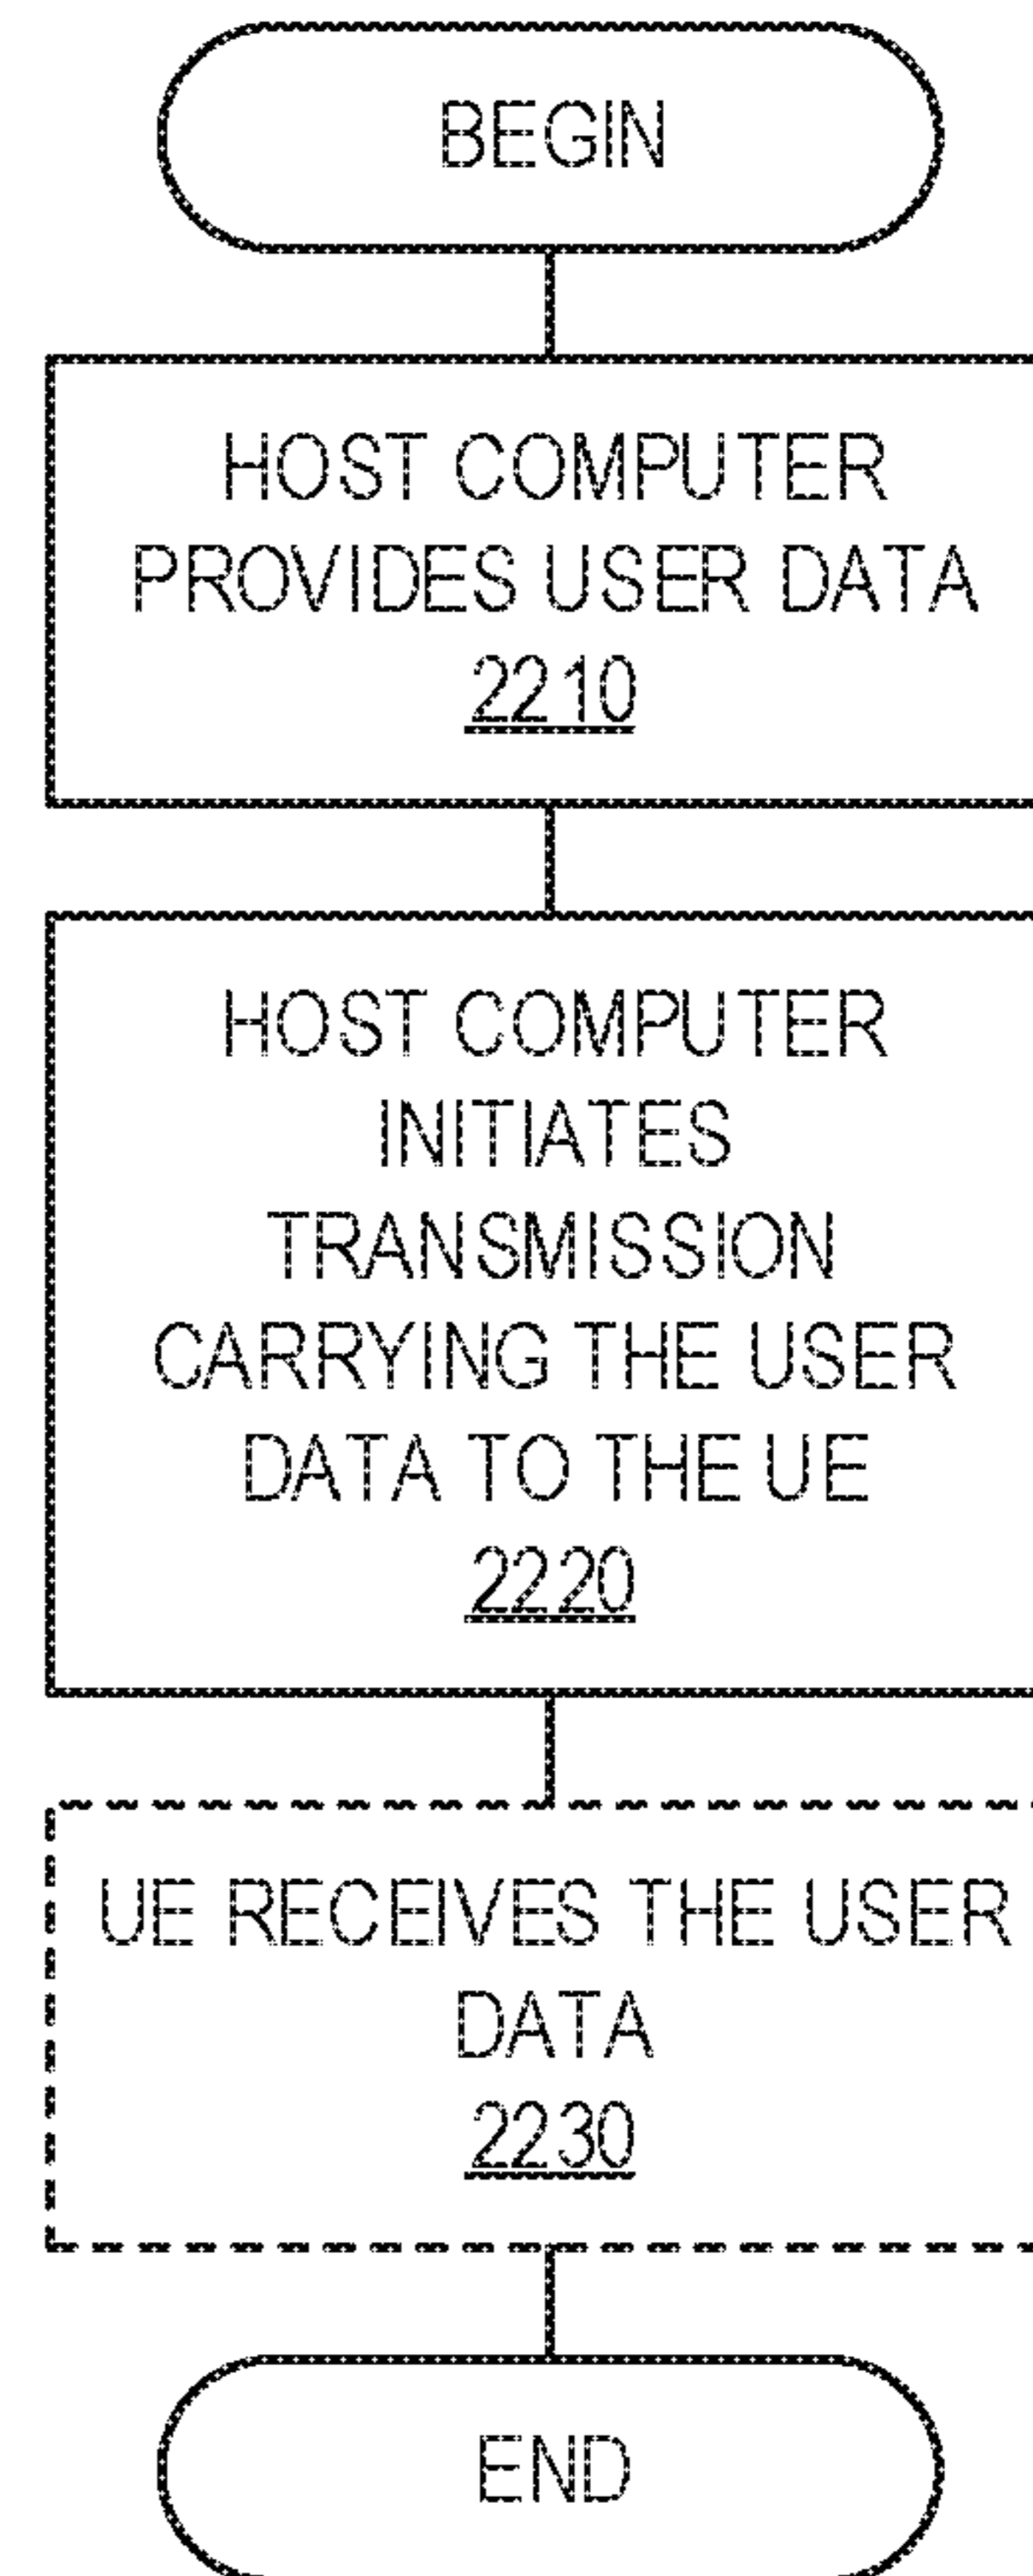 BEGIN
HOST COMPUTER
PROVIDES USER DATA
2210
HOST COMPUTER
INITIATES
TRANSMISSION
CARRYING THE USER
DATA TO THE UE
2220
UE RECEIVES THE USER
DATA
2230
END